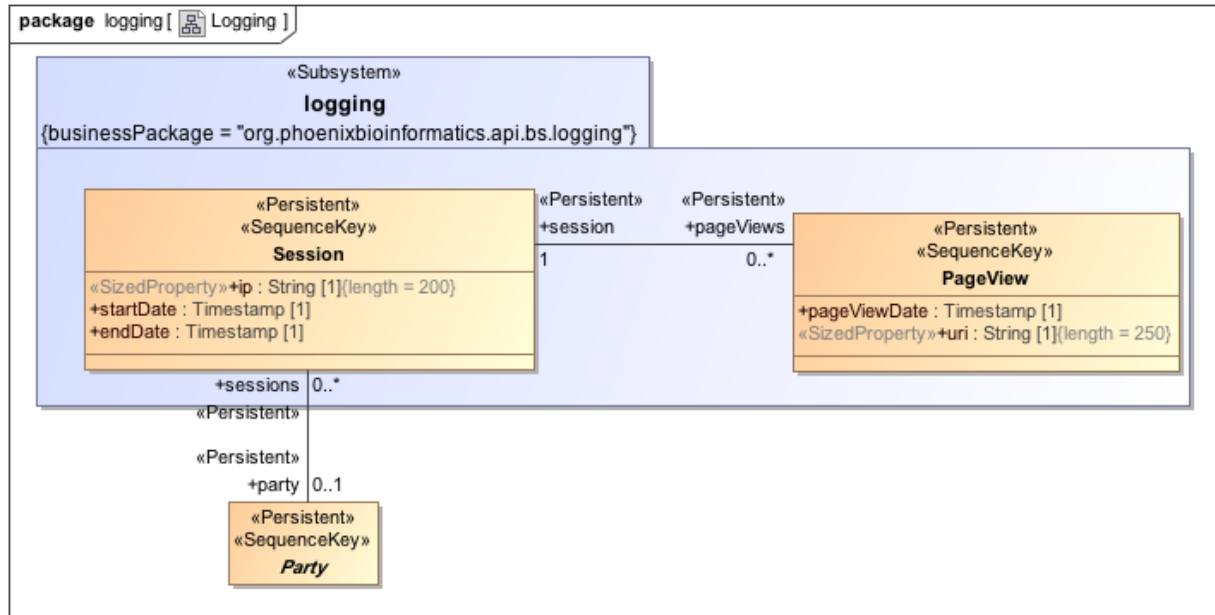 package logging [ Logging ]
«Subsystem»
logging
{businessPackage = "org.phoenixbioinformatics.api.bs.logging"}
«Persistent»
«SequenceKey»
Session
«SizedProperty»+ip : String [1]{length = 200}
+startDate : Timestamp [1]
+endDate : Timestamp [1]
«Persistent» «Persistent»
+session +pageViews
1 0..*
«Persistent»
«SequenceKey»
PageView
+pageViewDate : Timestamp [1]
«SizedProperty»+uri : String [1]{length = 250}
+sessions 0..*
«Persistent»
«Persistent»
+party 0..1
«Persistent»
«SequenceKey»
Party